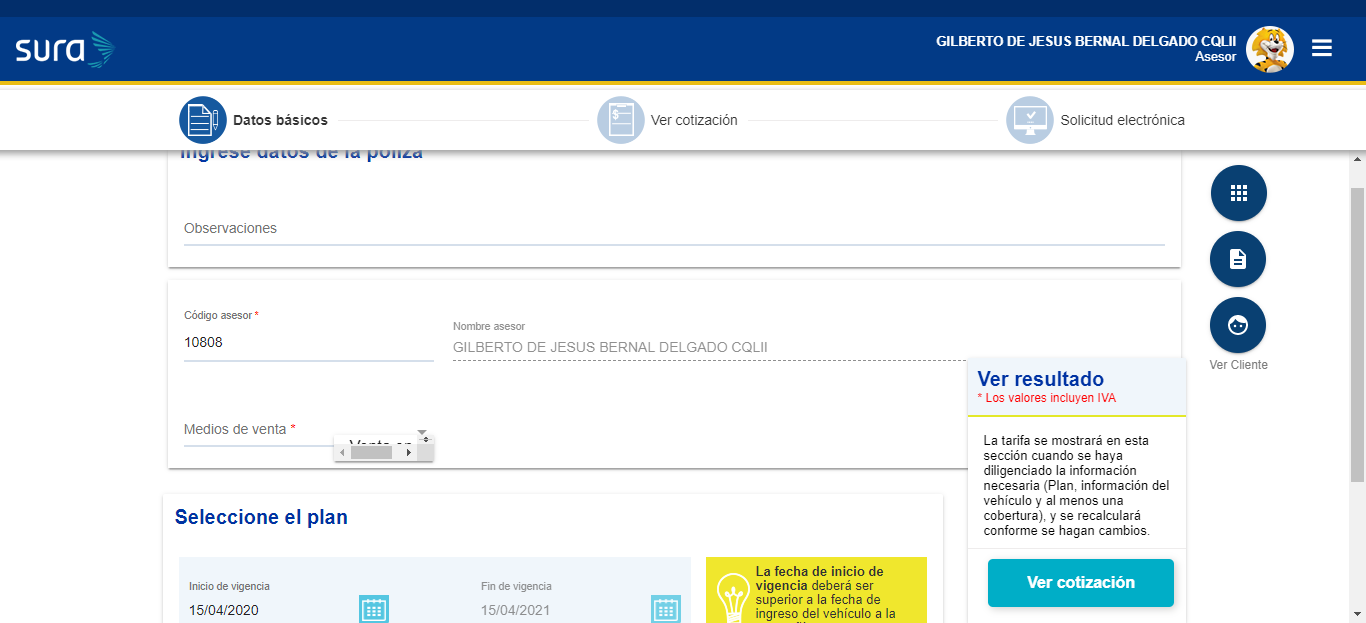 sura
GILBERTO DE JESUS BERNAL DELGADO CQLII
Asesor
Datos básicos
Ver cotización
Solicitud electrónica
Ingrese datos de la póliza
Observaciones
Código asesor *
10808
Nombre asesor
GILBERTO DE JESUS BERNAL DELGADO CQLII
Ver Cliente
Medios de venta *
Ver resultado
* Los valores incluyen IVA
La tarifa se mostrará en esta
sección cuando se haya
diligenciado la información
necesaria (Plan, información del
vehículo y al menos una
cobertura), y se recalculará
conforme se hagan cambios.
Ver cotización
Seleccione el plan
Inicio de vigencia
15/04/2020
Fin de vigencia
15/04/2021
La fecha de inicio de
vigencia deberá ser
superior a la fecha de
ingreso del vehículo a la